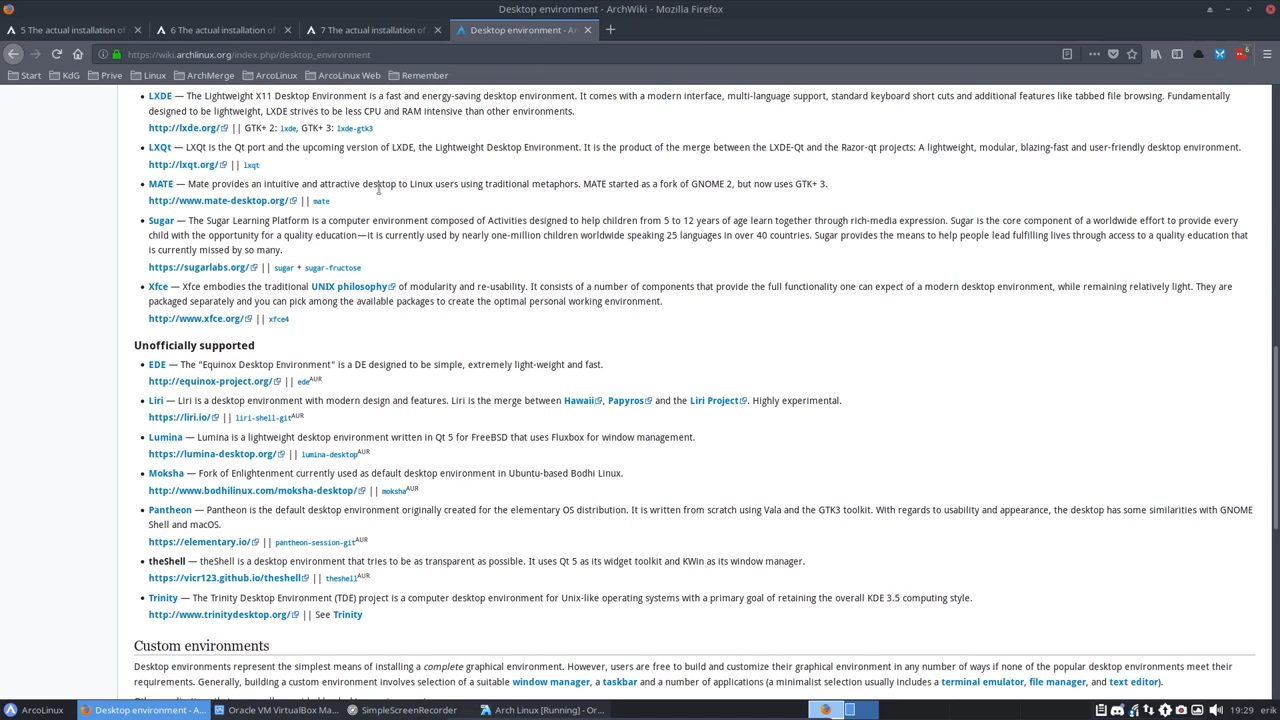 Desktop environment - ArchWiki - Mozilla Firefox
5 The actual installation of
6 The actual installation of
7 The actual installation of
Desktop environment - Ar
https://wiki.archlinux.org/index.php/desktop_environment
6
Start KdG Prive Linux ArchMerge ArcoLinux ArcoLinux Web Remember
• LXDE — The Lightweight X11 Desktop Environment is a fast and energy-saving desktop environment. It comes with a modern interface, multi-language support, standard keyboard short cuts and additional features like tabbed file browsing. Fundamentally
designed to be lightweight, LXDE strives to be less CPU and RAM intensive than other environments.
http://lxde.org/ || GTK+ 2: lxde, GTK+ 3: lxde-gtk3
• LXQt — LXQt is the Qt port and the upcoming version of LXDE, the Lightweight Desktop Environment. It is the product of the merge between the LXDE-Qt and the Razor-qt projects: A lightweight, modular, blazing-fast and user-friendly desktop environment.
http://lxqt.org/ || lxqt
• MATE — Mate provides an intuitive and attractive desktop to Linux users using traditional metaphors. MATE started as a fork of GNOME 2, but now uses GTK+ 3.
http://www.mate-desktop.org/ || mate
• Sugar — The Sugar Learning Platform is a computer environment composed of Activities designed to help children from 5 to 12 years of age learn together through rich-media expression. Sugar is the core component of a worldwide effort to provide every
child with the opportunity for a quality education—it is currently used by nearly one-million children worldwide speaking 25 languages in over 40 countries. Sugar provides the means to help people lead fulfilling lives through access to a quality education that
is currently missed by so many.
https://sugarlabs.org/ || sugar + sugar-fructose
• Xfce — Xfce embodies the traditional UNIX philosophy of modularity and re-usability. It consists of a number of components that provide the full functionality one can expect of a modern desktop environment, while remaining relatively light. They are
packaged separately and you can pick among the available packages to create the optimal personal working environment.
http://www.xfce.org/ || xfce4
Unofficially supported
• EDE — The "Equinox Desktop Environment" is a DE designed to be simple, extremely light-weight and fast.
http://equinox-project.org/ || ede AUR
• Liri — Liri is a desktop environment with modern design and features. Liri is the merge between Hawaii, Papyros and the Liri Project. Highly experimental.
https://liri.io/ || liri-shell-git AUR
• Lumina — Lumina is a lightweight desktop environment written in Qt 5 for FreeBSD that uses Fluxbox for window management.
https://lumina-desktop.org/ || lumina-desktop AUR
• Moksha — Fork of Enlightenment currently used as default desktop environment in Ubuntu-based Bodhi Linux.
http://www.bodhilinux.com/moksha-desktop/ || moksha AUR
• Pantheon — Pantheon is the default desktop environment originally created for the elementary OS distribution. It is written from scratch using Vala and the GTK3 toolkit. With regards to usability and appearance, the desktop has some similarities with GNOME
Shell and macOS.
https://elementary.io/ || pantheon-session-git AUR
• theShell — theShell is a desktop environment that tries to be as transparent as possible. It uses Qt 5 as its widget toolkit and KWin as its window manager.
https://vicr123.github.io/theshell || theshell AUR
• Trinity — The Trinity Desktop Environment (TDE) project is a computer desktop environment for Unix-like operating systems with a primary goal of retaining the overall KDE 3.5 computing style.
http://www.trinitydesktop.org/ || See Trinity
Custom environments
Desktop environments represent the simplest means of installing a complete graphical environment. However, users are free to build and customize their graphical environment in any number of ways if none of the popular desktop environments meet their
requirements. Generally, building a custom environment involves selection of a suitable window manager, a taskbar and a number of applications (a minimalist selection usually includes a terminal emulator, file manager, and text editor).
ArcoLinux Desktop environment - A... Oracle VM VirtualBox Ma... SimpleScreenRecorder Arch Linux [Running] - Or... 19:29 erik